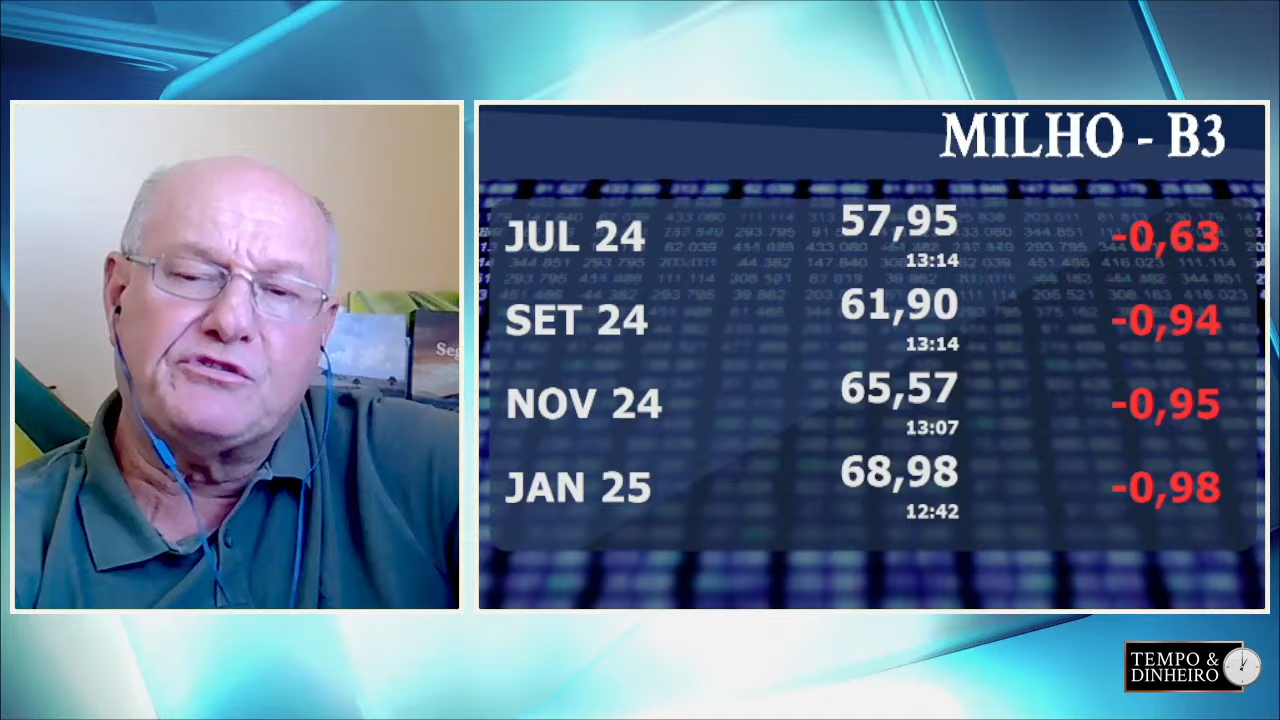 MILHO - B3
JUL 24 57,95 -0,63
13:14
SET 24 61,90 -0,94
13:14
NOV 24 65,57 -0,95
13:07
JAN 25 68,98 -0,98
12:42
TEMPO &
DINHEIRO